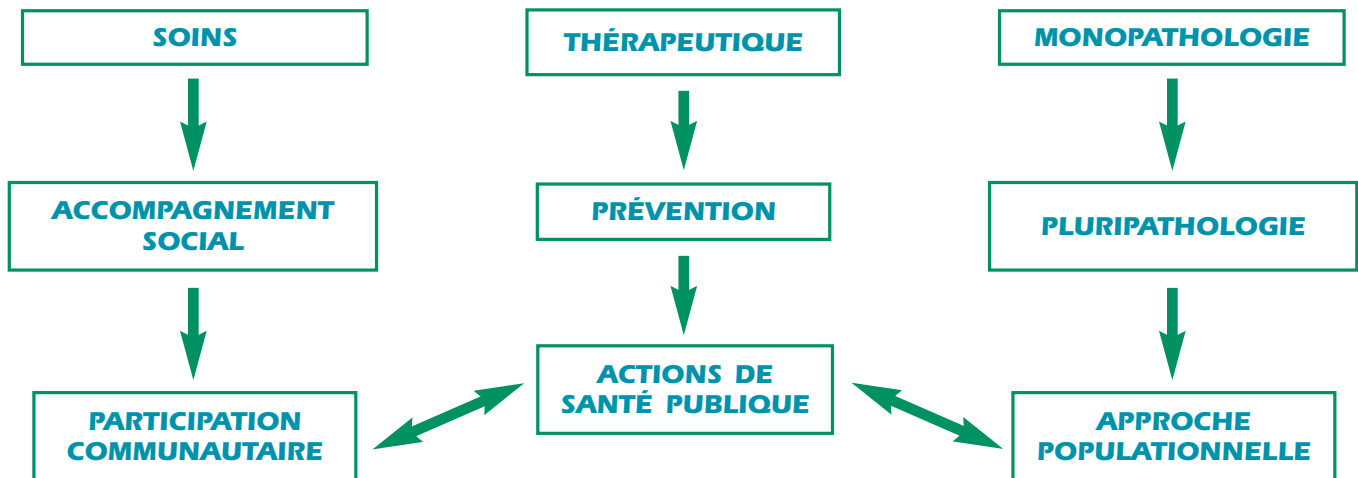 SOINS
THÉRAPEUTIQUE
MONOPATHOLOGIE
ACCOMPAGNEMENT
SOCIAL
PRÉVENTION
PLURIPATHOLOGIE
PARTICIPATION
COMMUNAUTAIRE
ACTIONS DE
SANTÉ PUBLIQUE
APPROCHE
POPULATIONNELLE